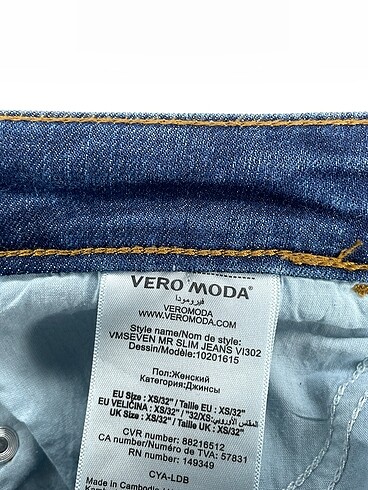 VERO MODA®
فيرومودا
VEROMODA
WWW.VEROMODA.COM
Style name/Nom de style:
VMSEVEN MR SLIM JEANS VI302
Dessin/Modèle:10201615
Пол:Женский
Категория:Джинсы
EU Size : XS/32" / Taille EU : XS/32"
EU VELIČINA : XS/32" /"32/XS: المقاس الأوروبي
UK Size : XS/32" / Taille UK : XS/32"
CVR number: 88216512
CA number/Numéro de TVA: 57831
RN number: 149349
CYA-LDB
Made in Cambodia